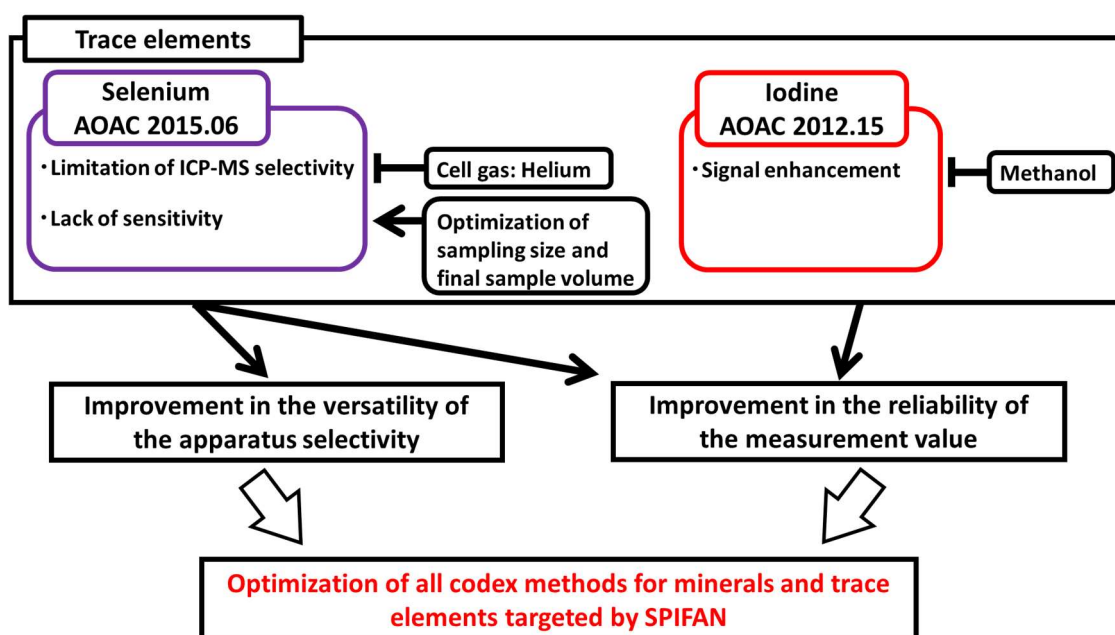 Trace elements
Selenium
AOAC 2015.06
・Limitation of ICP-MS selectivity
・Lack of sensitivity
Cell gas: Helium
Optimization of
sampling size and
final sample volume
Iodine
AOAC 2012.15
・Signal enhancement
Methanol
Improvement in the versatility of
the apparatus selectivity
Improvement in the reliability of
the measurement value
Optimization of all codex methods for minerals and trace
elements targeted by SPIFAN